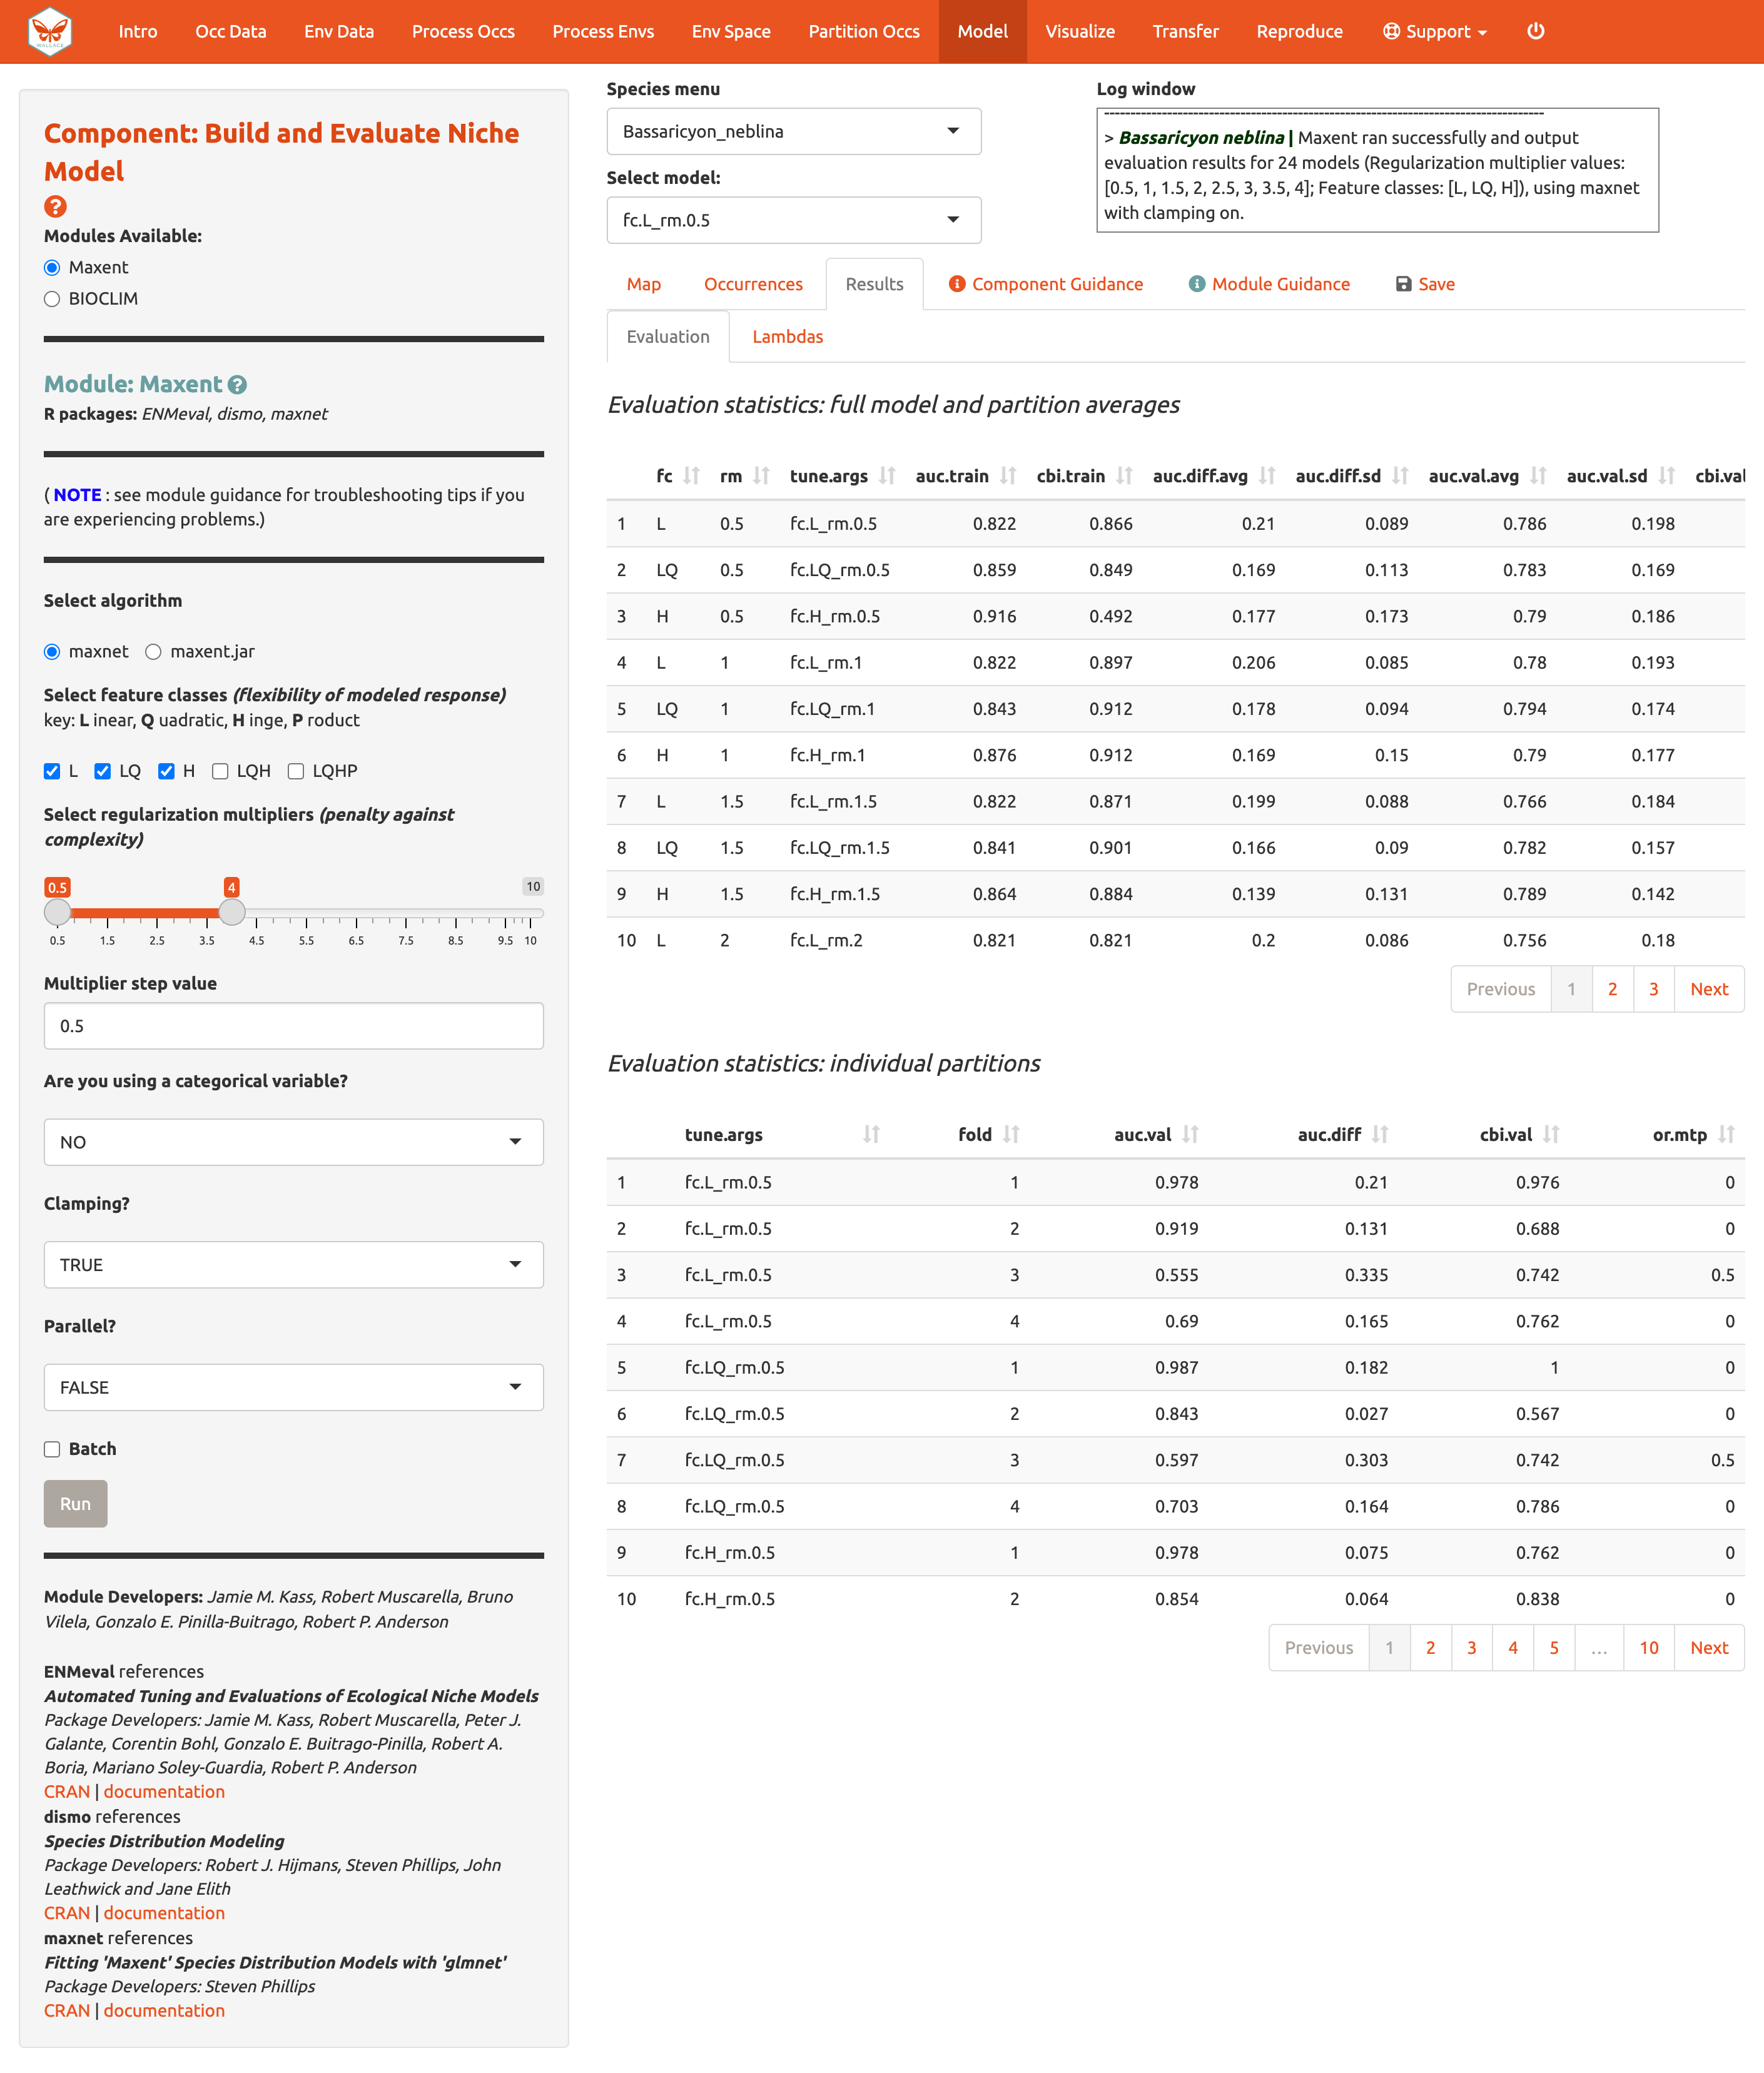 WALLACE
Intro Occ Data Env Data Process Occs Process Envs Env Space Partition Occs Model Visualize Transfer Reproduce Support
Component: Build and Evaluate Niche
Model
?
Modules Available:
Maxent
BIOCLIM
Module: Maxent ?
R packages: ENMeval, dismo, maxnet
( NOTE : see module guidance for troubleshooting tips if you
are experiencing problems.)
Select algorithm
maxnet maxent.jar
Select feature classes (flexibility of modeled response)
key: L inear, Q uadratic, H inge, P roduct
L LQ H LQH LQHP
Select regularization multipliers (penalty against
complexity)
0.5 4 10
0.5 1.5 2.5 3.5 4.5 5.5 6.5 7.5 8.5 9.5 10
Multiplier step value
0.5
Are you using a categorical variable?
NO
Clamping?
TRUE
Parallel?
FALSE
Batch
Run
Module Developers: Jamie M. Kass, Robert Muscarella, Bruno
Vilela, Gonzalo E. Pinilla-Buitrago, Robert P. Anderson
ENMeval references
Automated Tuning and Evaluations of Ecological Niche Models
Package Developers: Jamie M. Kass, Robert Muscarella, Peter J.
Galante, Corentin Bohl, Gonzalo E. Buitrago-Pinilla, Robert A.
Boria, Mariano Soley-Guardia, Robert P. Anderson
CRAN | documentation
dismo references
Species Distribution Modeling
Package Developers: Robert J. Hijmans, Steven Phillips, John
Leathwick and Jane Elith
CRAN | documentation
maxnet references
Fitting 'Maxent' Species Distribution Models with 'glmnet'
Package Developers: Steven Phillips
CRAN | documentation
Species menu
Bassaricyon_neblina
Select model:
fc.L_rm.0.5
Log window
> Bassaricyon neblina | Maxent ran successfully and output
evaluation results for 24 models (Regularization multiplier values:
[0.5, 1, 1.5, 2, 2.5, 3, 3.5, 4]; Feature classes: [L, LQ, H]), using maxnet
with clamping on.
Map Occurrences Results Component Guidance Module Guidance Save
Evaluation Lambdas
Evaluation statistics: full model and partition averages
fc rm tune.args auc.train cbi.train auc.diff.avg auc.diff.sd auc.val.avg auc.val.sd cbi.val
1 L 0.5 fc.L_rm.0.5 0.822 0.866 0.21 0.089 0.786 0.198
2 LQ 0.5 fc.LQ_rm.0.5 0.859 0.849 0.169 0.113 0.783 0.169
3 H 0.5 fc.H_rm.0.5 0.916 0.492 0.177 0.173 0.79 0.186
4 L 1 fc.L_rm.1 0.822 0.897 0.206 0.085 0.78 0.193
5 LQ 1 fc.LQ_rm.1 0.843 0.912 0.178 0.094 0.794 0.174
6 H 1 fc.H_rm.1 0.876 0.912 0.169 0.15 0.79 0.177
7 L 1.5 fc.L_rm.1.5 0.822 0.871 0.199 0.088 0.766 0.184
8 LQ 1.5 fc.LQ_rm.1.5 0.841 0.901 0.166 0.09 0.782 0.157
9 H 1.5 fc.H_rm.1.5 0.864 0.884 0.139 0.131 0.789 0.142
10 L 2 fc.L_rm.2 0.821 0.821 0.2 0.086 0.756 0.18
Previous 1 2 3 Next
Evaluation statistics: individual partitions
tune.args fold auc.val auc.diff cbi.val or.mtp
1 fc.L_rm.0.5 1 0.978 0.21 0.976 0
2 fc.L_rm.0.5 2 0.919 0.131 0.688 0
3 fc.L_rm.0.5 3 0.555 0.335 0.742 0.5
4 fc.L_rm.0.5 4 0.69 0.165 0.762 0
5 fc.LQ_rm.0.5 1 0.987 0.182 1 0
6 fc.LQ_rm.0.5 2 0.843 0.027 0.567 0
7 fc.LQ_rm.0.5 3 0.597 0.303 0.742 0.5
8 fc.LQ_rm.0.5 4 0.703 0.164 0.786 0
9 fc.H_rm.0.5 1 0.978 0.075 0.762 0
10 fc.H_rm.0.5 2 0.854 0.064 0.838 0
Previous 1 2 3 4 5 … 10 Next